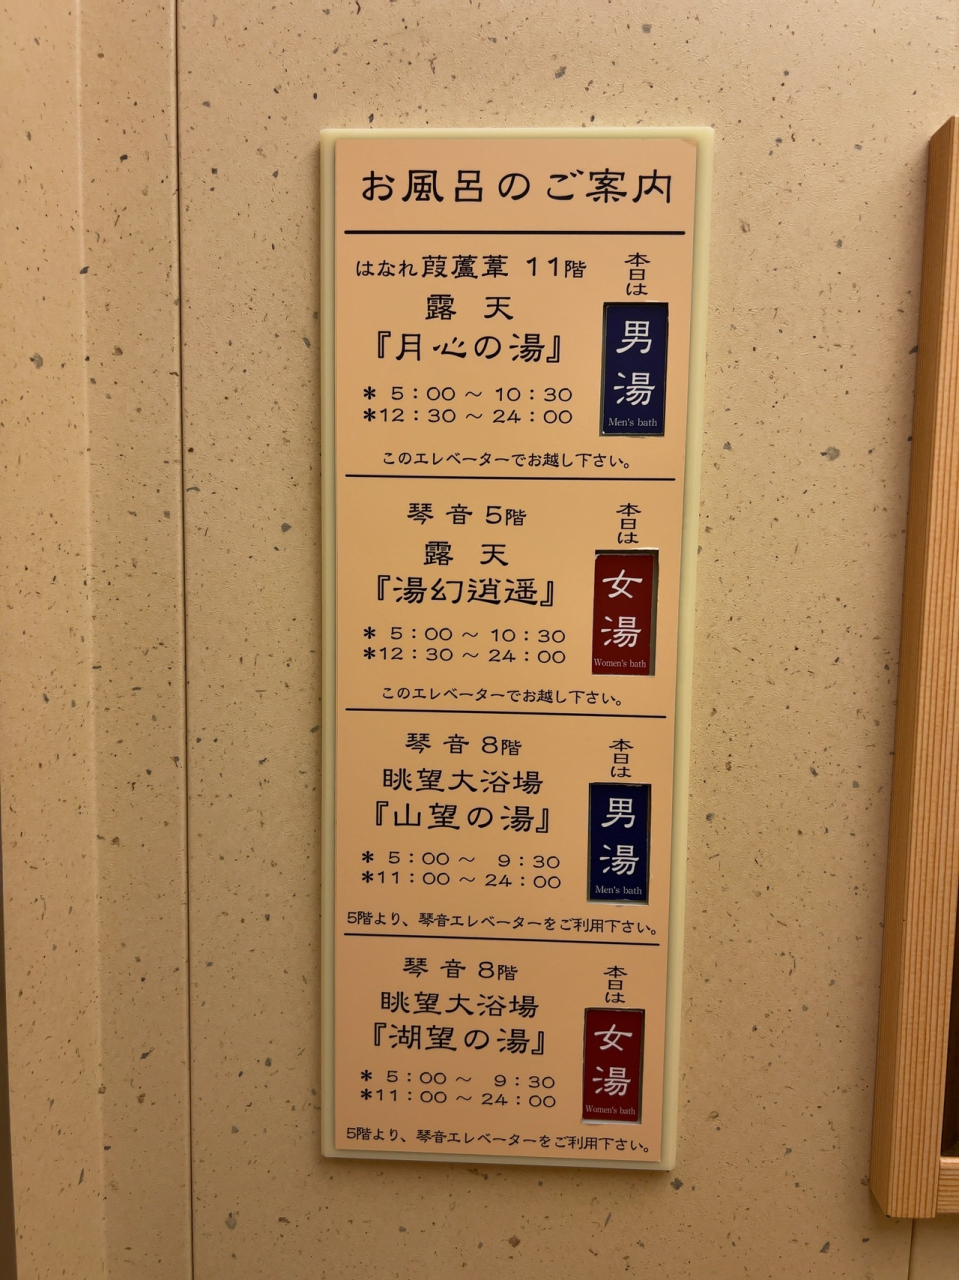 お風呂のご案内
はなれ葭蘆葦 11階
露天
『月心の湯』
＊ 5：00 〜 10：30
＊12：30 〜 24：00
このエレベーターでお越し下さい。
本日は
男湯
Men's bath
琴音 5階
露天
『湯幻逍遥』
＊ 5：00 〜 10：30
＊12：30 〜 24：00
このエレベーターでお越し下さい。
本日は
女湯
Women's bath
琴音 8階
眺望大浴場
『山望の湯』
＊ 5：00 〜 9：30
＊11：00 〜 24：00
5階より、琴音エレベーターをご利用下さい。
本日は
男湯
Men's bath
琴音 8階
眺望大浴場
『湖望の湯』
＊ 5：00 〜 9：30
＊11：00 〜 24：00
5階より、琴音エレベーターをご利用下さい。
本日は
女湯
Women's bath